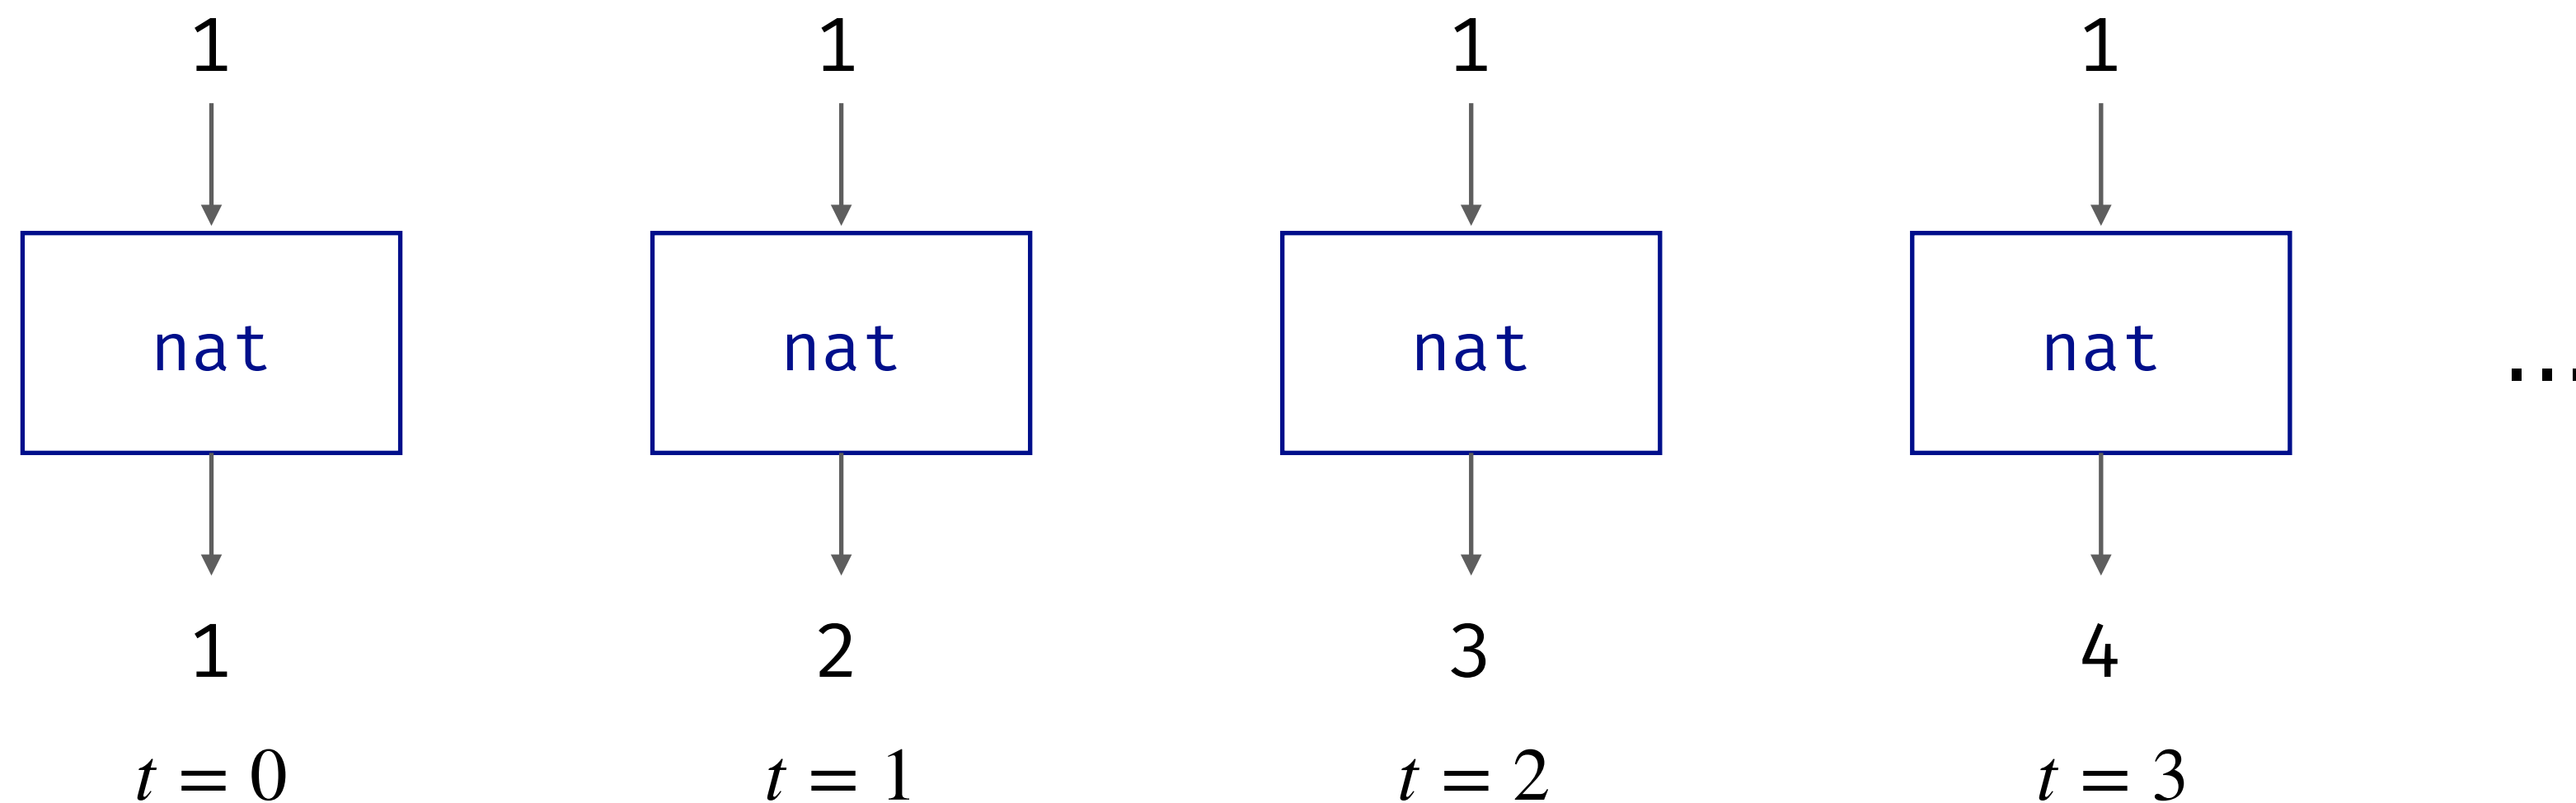 1 1 1 1
nat nat nat nat ...
1 2 3 4
t = 0 t = 1 t = 2 t = 3